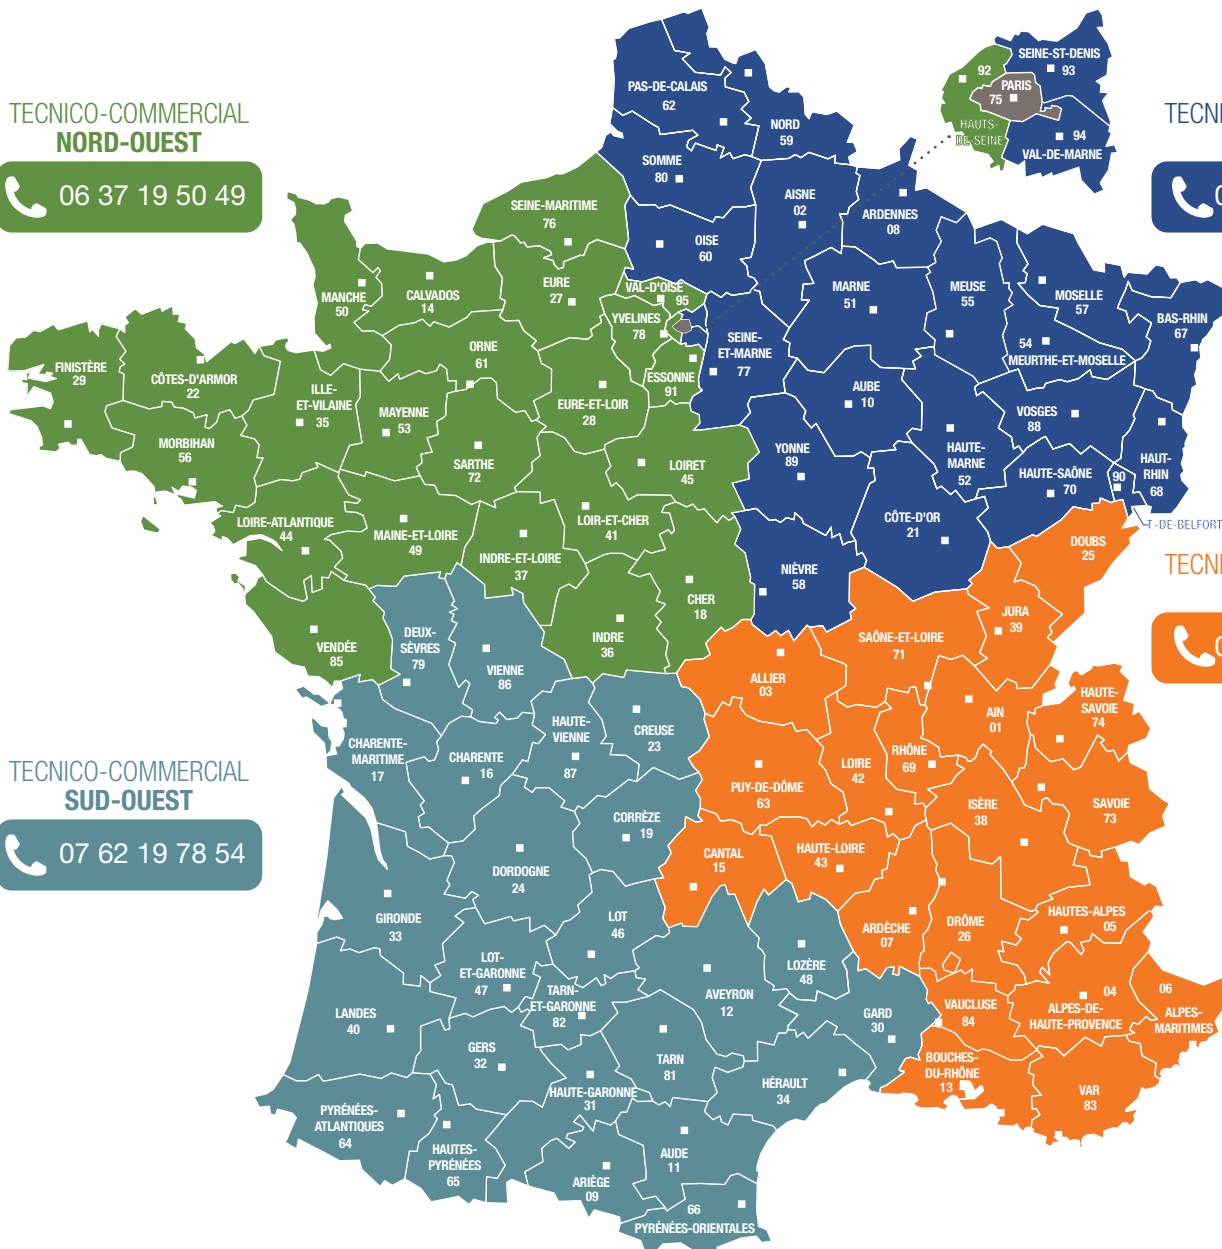 TECNICO-COMMERCIAL
NORD-OUEST
06 37 19 50 49
TECNICO-COMMERCIAL
SUD-OUEST
07 62 19 78 54
PAS-DE-CALAIS
62
NORD
59
SOMME
80
AISNE
02
ARDENNES
08
OISE
60
SEINE-MARITIME
76
EURE
27
VAL-D'OISE
95
YVELINES
78
ESSONNE
91
SEINE-
ET-MARNE
77
MARNE
51
MEUSE
55
MOSELLE
57
54
MEURTHE-ET-MOSELLE
BAS-RHIN
67
VOSGES
88
HAUT-
RHIN
68
AUBE
10
HAUTE-
MARNE
52
HAUTE-SAÔNE
70
90
T.-DE-BELFORT
YONNE
89
CÔTE-D'OR
21
NIÈVRE
58
92
HAUTS-
DE-SEINE
SEINE-ST-DENIS
93
PARIS
75
94
VAL-DE-MARNE
MANCHE
50
CALVADOS
14
ORNE
61
FINISTÈRE
29
CÔTES-D'ARMOR
22
MORBIHAN
56
ILLE-
ET-VILAINE
35
MAYENNE
53
SARTHE
72
EURE-ET-LOIR
28
LOIRET
45
LOIR-ET-CHER
41
LOIRE-ATLANTIQUE
44
MAINE-ET-LOIRE
49
INDRE-ET-LOIRE
37
CHER
18
INDRE
36
VENDÉE
85
DEUX-
SÈVRES
79
VIENNE
86
CHARENTE-
MARITIME
17
CHARENTE
16
HAUTE-
VIENNE
87
CREUSE
23
CORRÈZE
19
DORDOGNE
24
GIRONDE
33
LOT
46
LOT-
ET-GARONNE
47
TARN-
ET-GARONNE
82
LANDES
40
GERS
32
TARN
81
AVEYRON
12
LOZÈRE
48
GARD
30
HÉRAULT
34
HAUTE-GARONNE
31
PYRÉNÉES-
ATLANTIQUES
64
HAUTES-
PYRÉNÉES
65
ARIÈGE
09
AUDE
11
66
PYRÉNÉES-ORIENTALES
DOUBS
25
JURA
39
SAÔNE-ET-LOIRE
71
ALLIER
03
AIN
01
HAUTE-
SAVOIE
74
SAVOIE
73
RHÔNE
69
LOIRE
42
PUY-DE-DÔME
63
ISÈRE
38
CANTAL
15
HAUTE-LOIRE
43
ARDÈCHE
07
DRÔME
26
HAUTES-ALPES
05
VAUCLUSE
84
04
ALPES-DE-
HAUTE-PROVENCE
06
ALPES-
MARITIMES
BOUCHES-
DU-RHÔNE
13
VAR
83
TECNI
0
TECNI
0